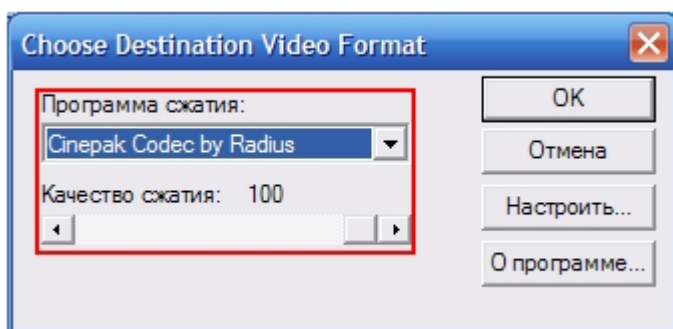 Choose Destination Video Format
Программа сжатия:
Cinepak Codec by Radius
Качество сжатия: 100
OK
Отмена
Настроить...
О программе...